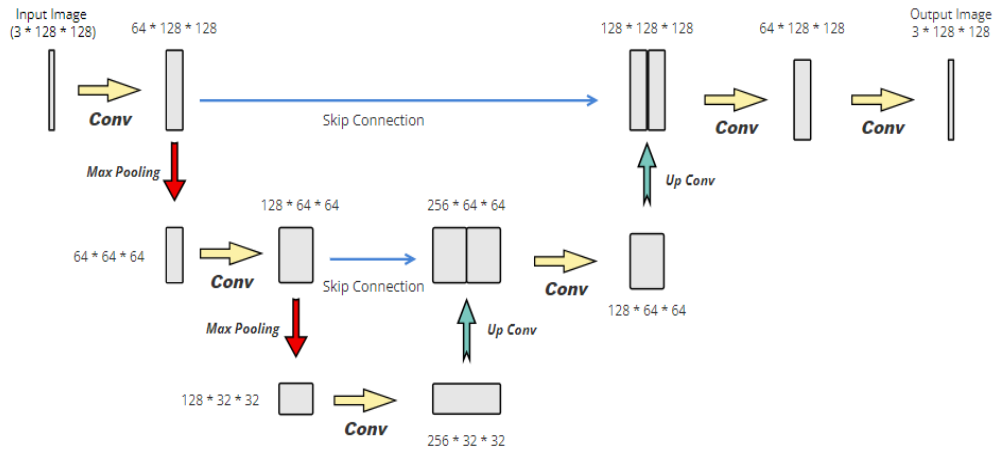 Input Image
(3 * 128 * 128)
64 * 128 * 128
128 * 128 * 128
64 * 128 * 128
Output Image
3 * 128 * 128
Conv
Skip Connection
Conv
Conv
Max Pooling
Up Conv
128 * 64 * 64
256 * 64 * 64
64 * 64 * 64
Conv
Skip Connection
Conv
128 * 64 * 64
Max Pooling
Up Conv
128 * 32 * 32
Conv
256 * 32 * 32